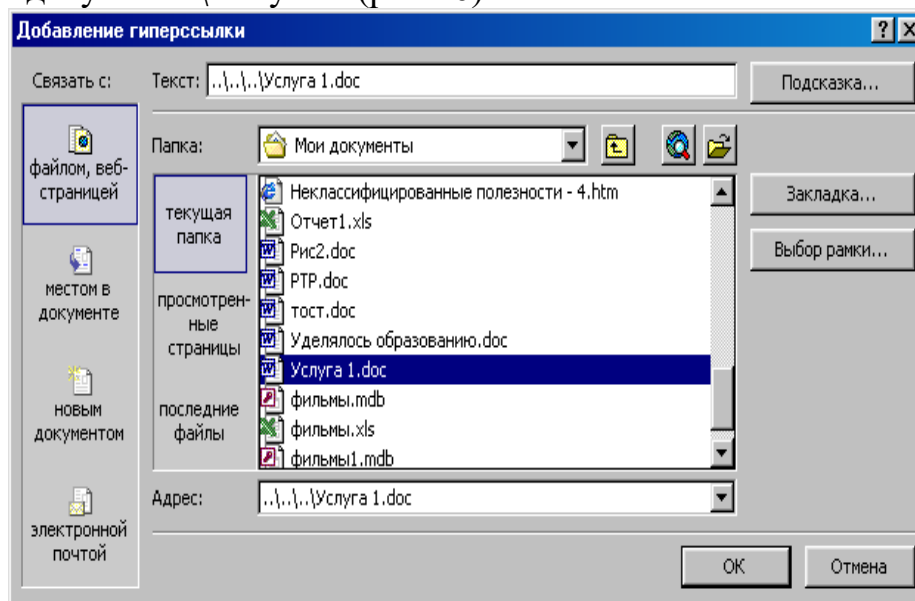 Добавление гиперссылки
Связать с:
Текст: ..\..\..\Услуга 1.doc
Подсказка...
файлом, веб-
страницей
Папка:
Мои документы
текущая
папка
Неклассифицированные полезности - 4.htm
Отчет1.xls
Рис2.doc
РТР.doc
тост.doc
Уделялось образованию.doc
Услуга 1.doc
фильмы.mdb
фильмы.xls
фильмы1.mdb
Закладка...
Выбор рамки...
местом в
документе
просмотрен-
ные
страницы
новым
документом
последние
файлы
Адрес:
..\..\..\Услуга 1.doc
электронной
почтой
ОК
Отмена